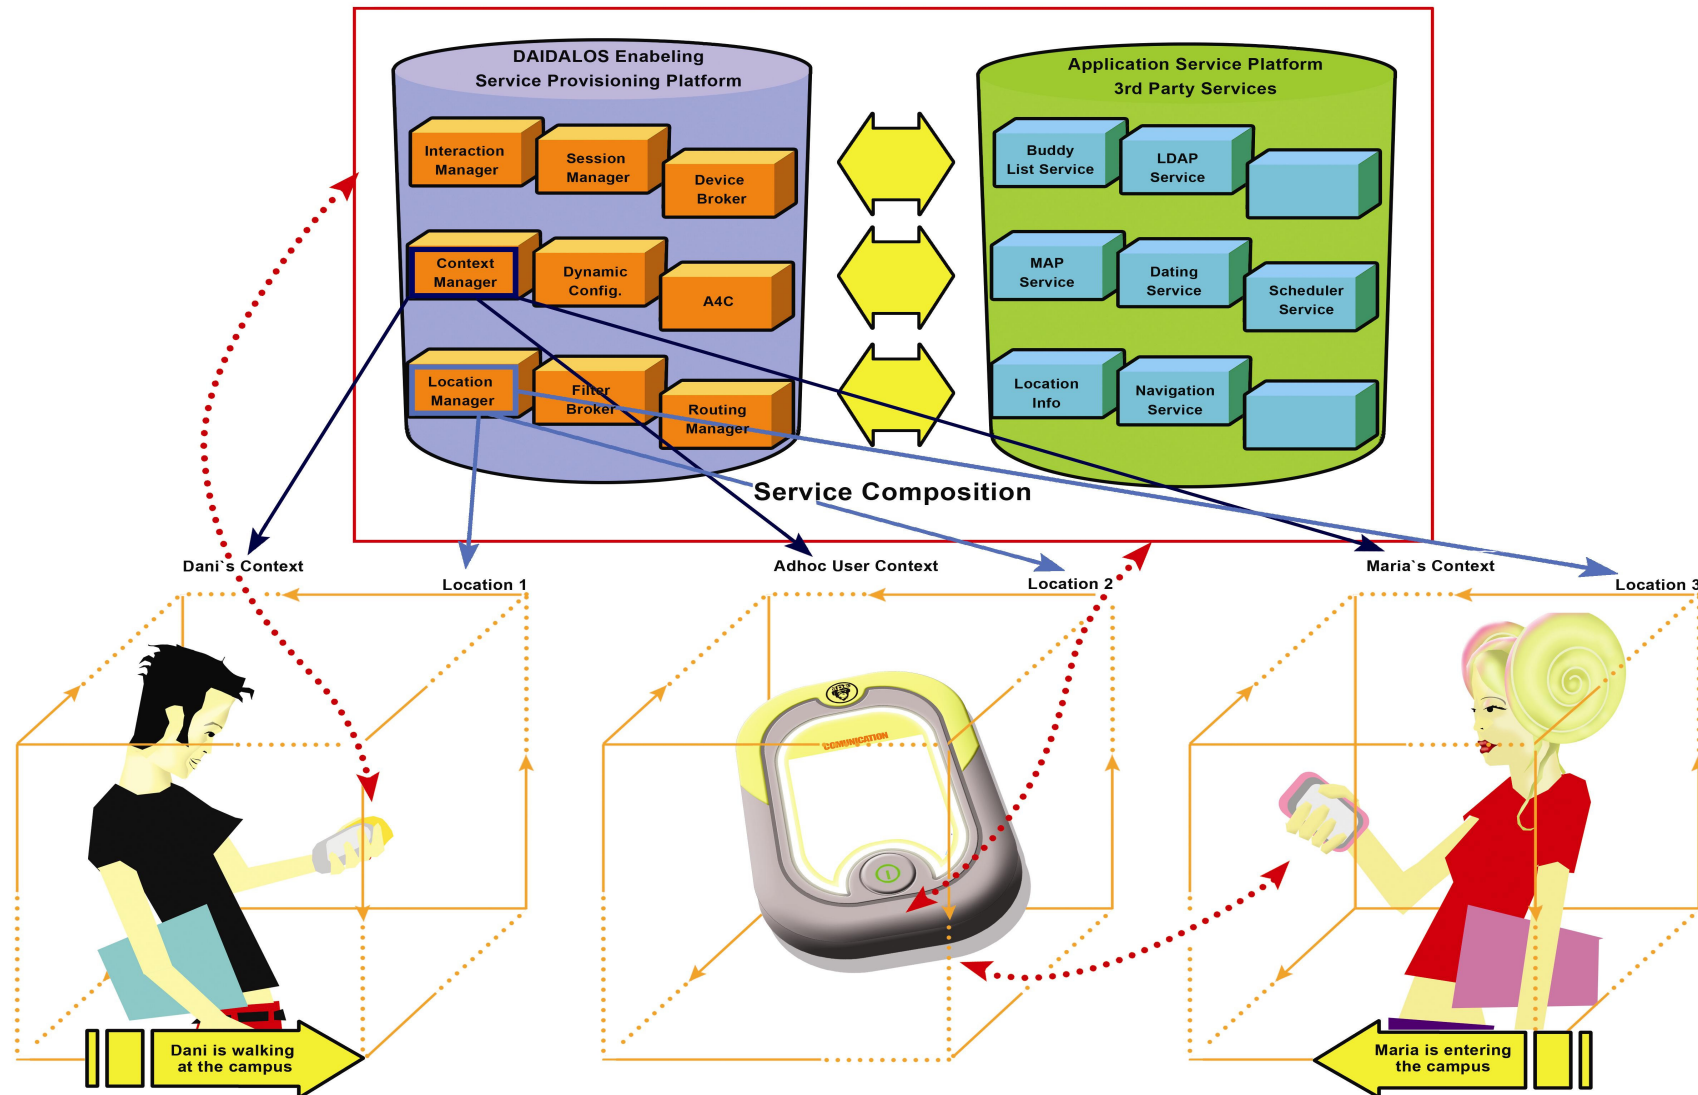 DAIDALOS Enabeling
Service Provisioning Platform
Application Service Platform
3rd Party Services
Interaction
Manager
Session
Manager
Device
Broker
Buddy
List Service
LDAP
Service
Context
Manager
Dynamic
Config.
A4C
MAP
Service
Dating
Service
Scheduler
Service
Location
Manager
Filter
Broker
Routing
Manager
Location
Info
Navigation
Service
Service Composition
Dani`s Context
Location 1
Adhoc User Context
Location 2
Maria`s Context
Location 3
COMUNICATION
Dani is walking
at the campus
Maria is entering
the campus